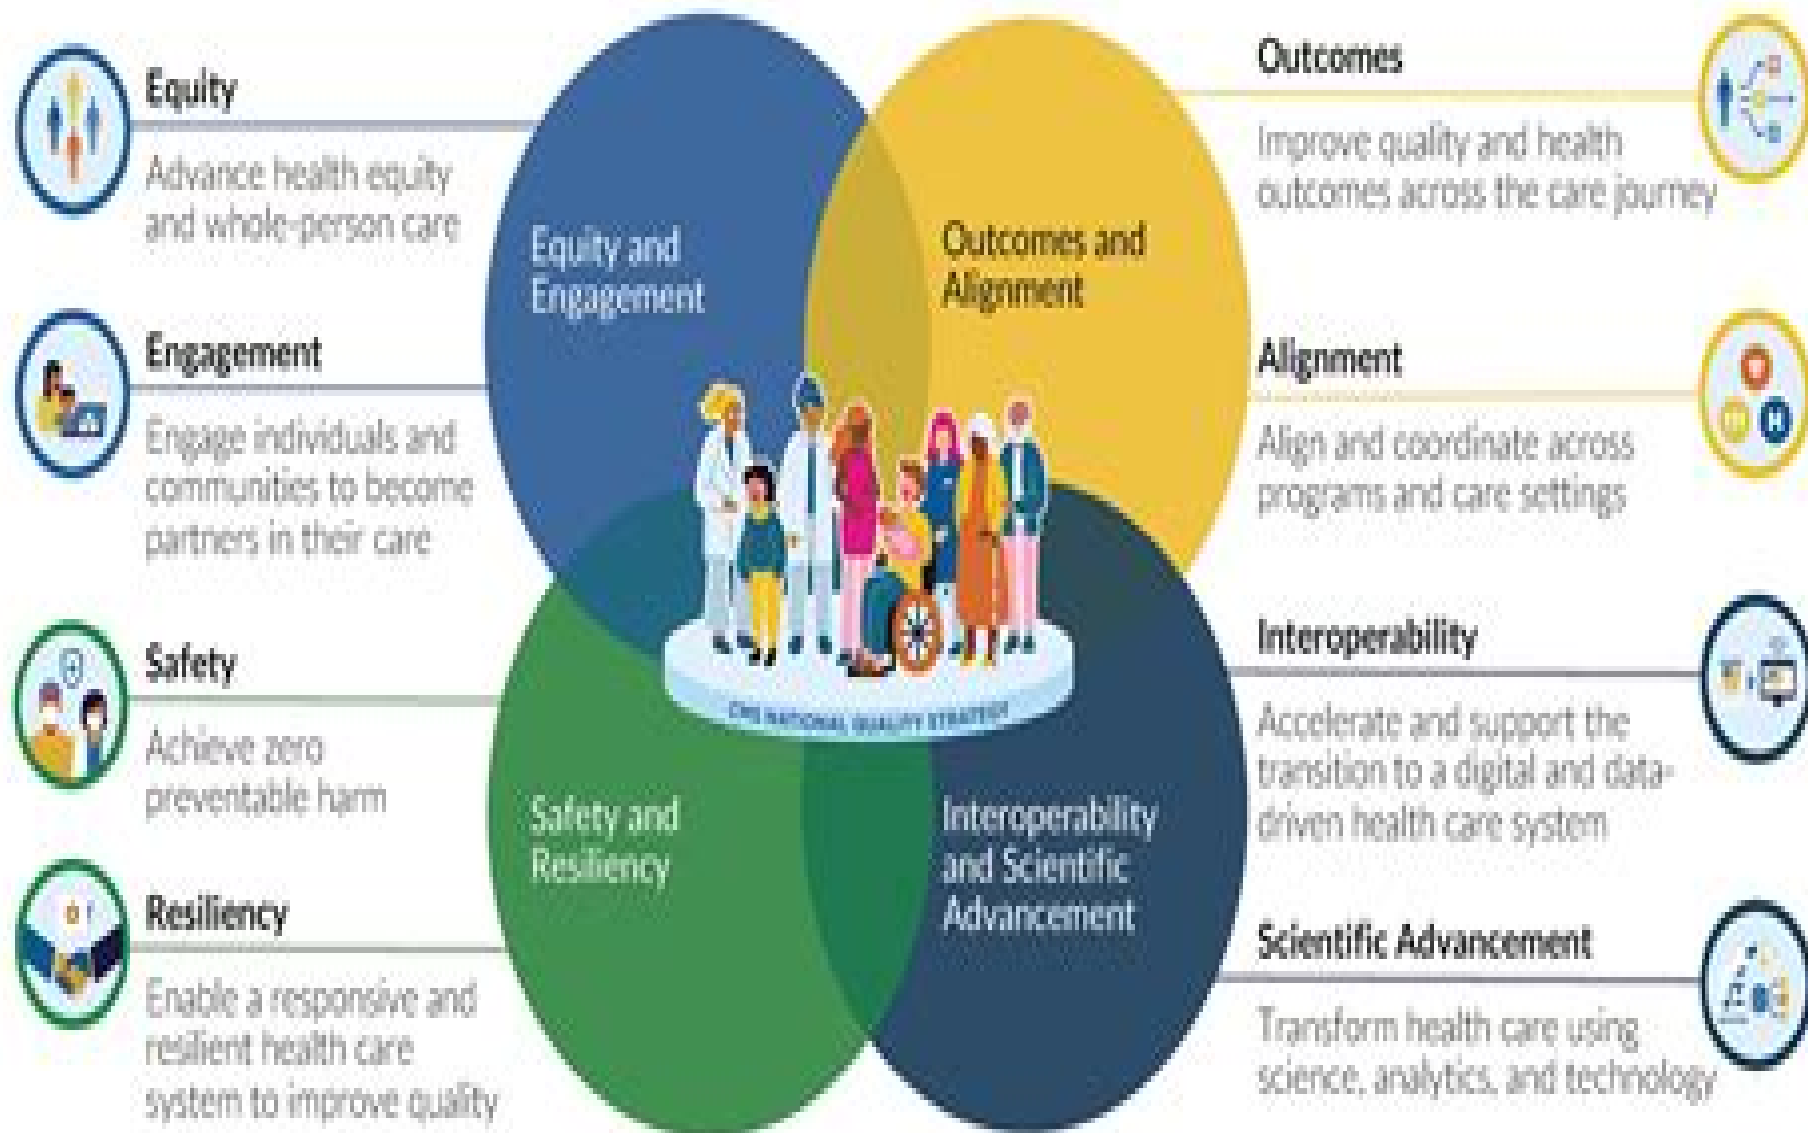 Equity
Advance health equity
and whole-person care
Engagement
Engage individuals and
communities to become
partners in their care
Safety
Achieve zero
preventable harm
Resiliency
Enable a responsive and
resilient health care
system to improve quality
Equity and
Engagement
Outcomes and
Alignment
CMS NATIONAL QUALITY STRATEGY
Safety and
Resiliency
Interoperability
and Scientific
Advancement
Outcomes
Improve quality and health
outcomes across the care journey
Alignment
Align and coordinate across
programs and care settings
Interoperability
Accelerate and support the
transition to a digital and data-
driven health care system
Scientific Advancement
Transform health care using
science, analytics, and technology